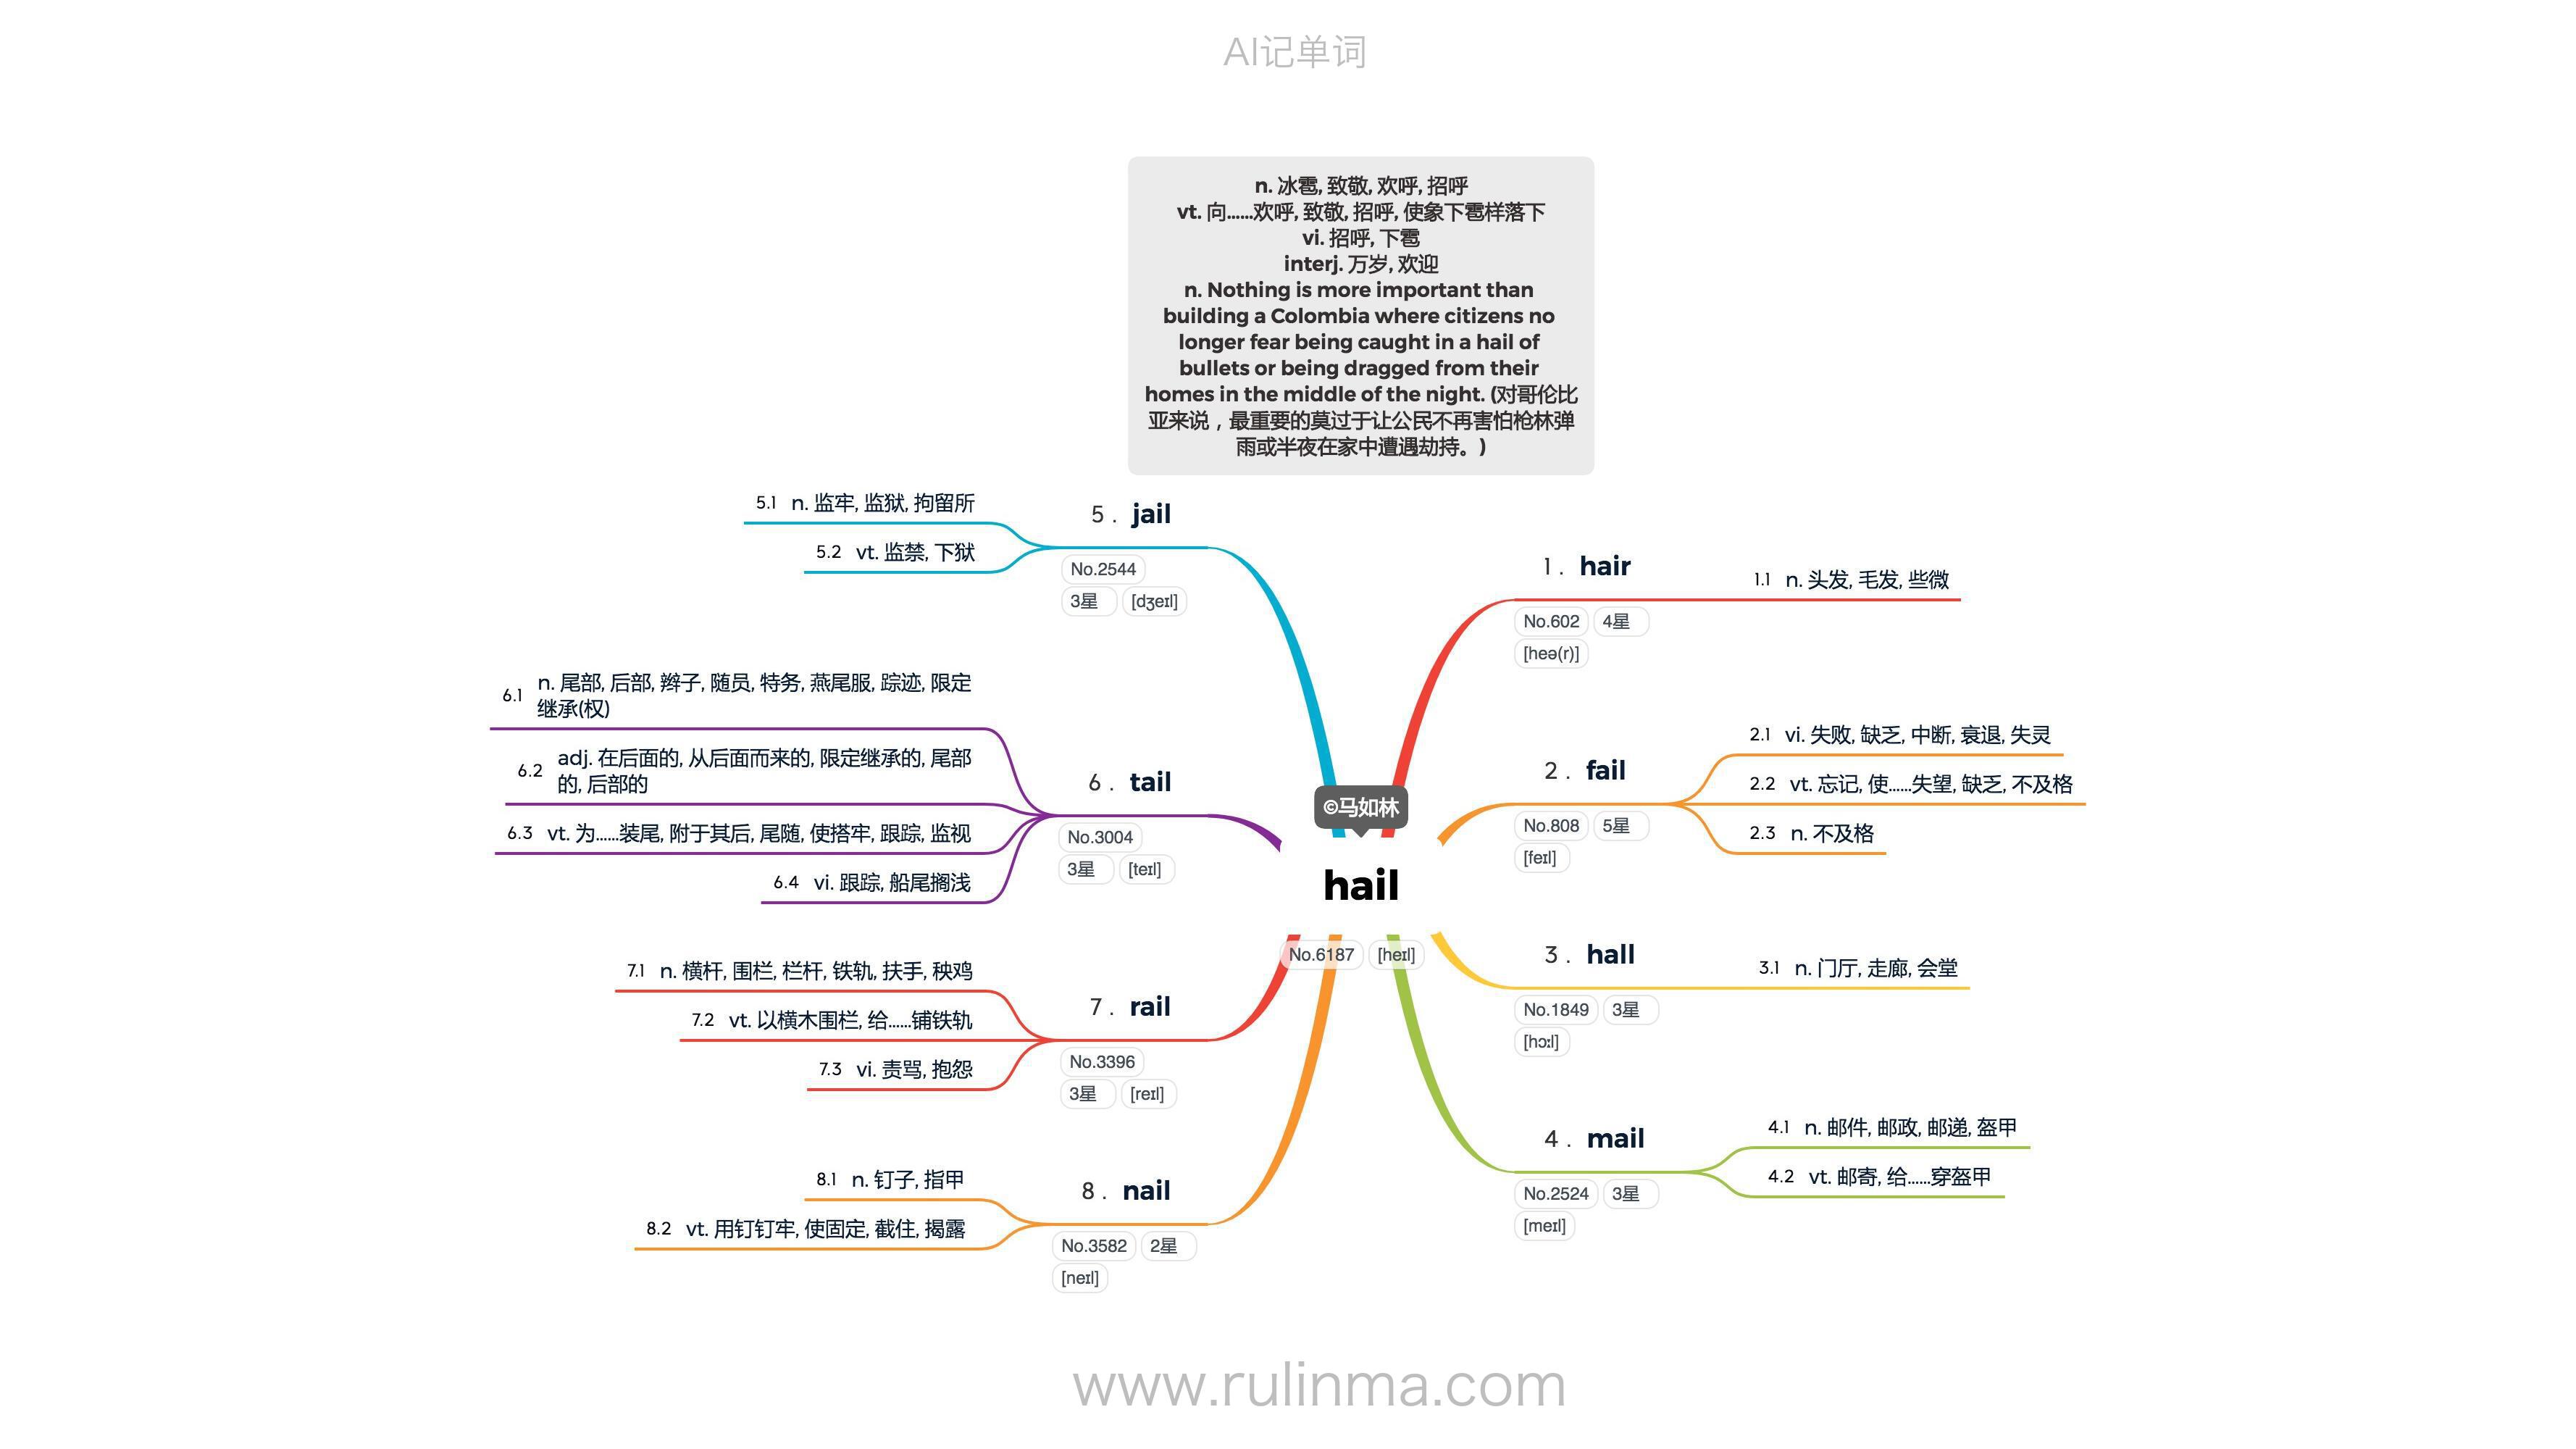 AI记单词
n. 冰雹, 致敬, 欢呼, 招呼
vt. 向......欢呼, 致敬, 招呼, 使象下雹样落下
vi. 招呼, 下雹
interj. 万岁, 欢迎
n. Nothing is more important than
building a Colombia where citizens no
longer fear being caught in a hail of
bullets or being dragged from their
homes in the middle of the night. (对哥伦比
亚来说，最重要的莫过于让公民不再害怕枪林弹
雨或半夜在家中遭遇劫持。)
©马如林
hail
No.6187 [heɪl]
1 . hair
No.602 4星
[heə(r)]
1.1 n. 头发, 毛发, 些微
2 . fail
No.808 5星
[feɪl]
2.1 vi. 失败, 缺乏, 中断, 衰退, 失灵
2.2 vt. 忘记, 使......失望, 缺乏, 不及格
2.3 n. 不及格
3 . hall
No.1849 3星
[hɔːl]
3.1 n. 门厅, 走廊, 会堂
4 . mail
No.2524 3星
[meɪl]
4.1 n. 邮件, 邮政, 邮递, 盔甲
4.2 vt. 邮寄, 给......穿盔甲
5 . jail
No.2544
3星 [dʒeɪl]
5.1 n. 监牢, 监狱, 拘留所
5.2 vt. 监禁, 下狱
6 . tail
No.3004
3星 [teɪl]
6.1 n. 尾部, 后部, 辫子, 随员, 特务, 燕尾服, 踪迹, 限定
继承(权)
6.2 adj. 在后面的, 从后面而来的, 限定继承的, 尾部
的, 后部的
6.3 vt. 为......装尾, 附于其后, 尾随, 使搭牢, 跟踪, 监视
6.4 vi. 跟踪, 船尾搁浅
7 . rail
No.3396
3星 [reɪl]
7.1 n. 横杆, 围栏, 栏杆, 铁轨, 扶手, 秧鸡
7.2 vt. 以横木围栏, 给......铺铁轨
7.3 vi. 责骂, 抱怨
8 . nail
No.3582 2星
[neɪl]
8.1 n. 钉子, 指甲
8.2 vt. 用钉钉牢, 使固定, 截住, 揭露
www.rulinma.com